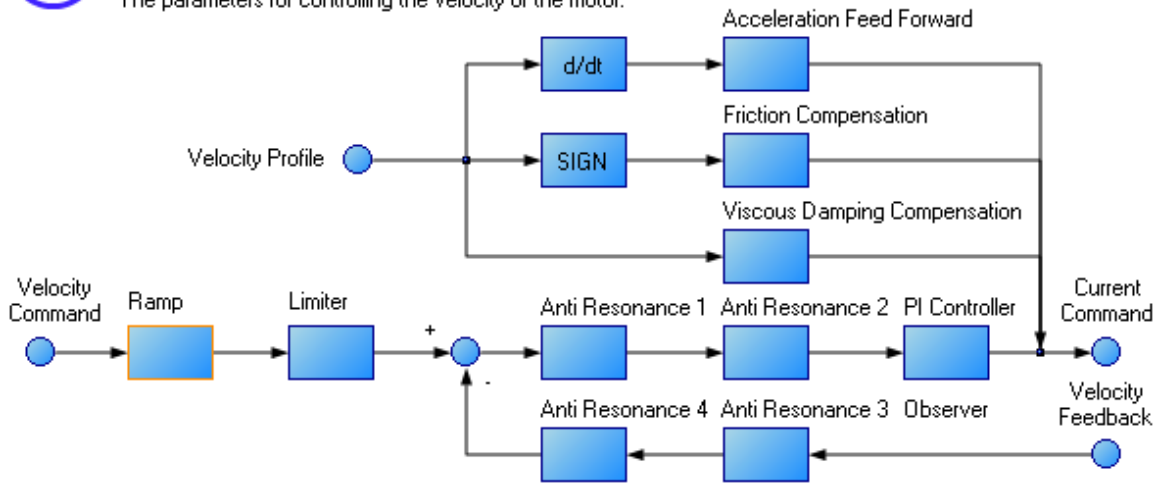 The parameters for controlling the velocity of the motor.
Acceleration Feed Forward
d/dt
Friction Compensation
Velocity Profile
SIGN
Viscous Damping Compensation
Velocity
Command
Ramp
Limiter
+
-
Anti Resonance 1
Anti Resonance 2
PI Controller
Current
Command
Anti Resonance 4
Anti Resonance 3
Observer
Velocity
Feedback